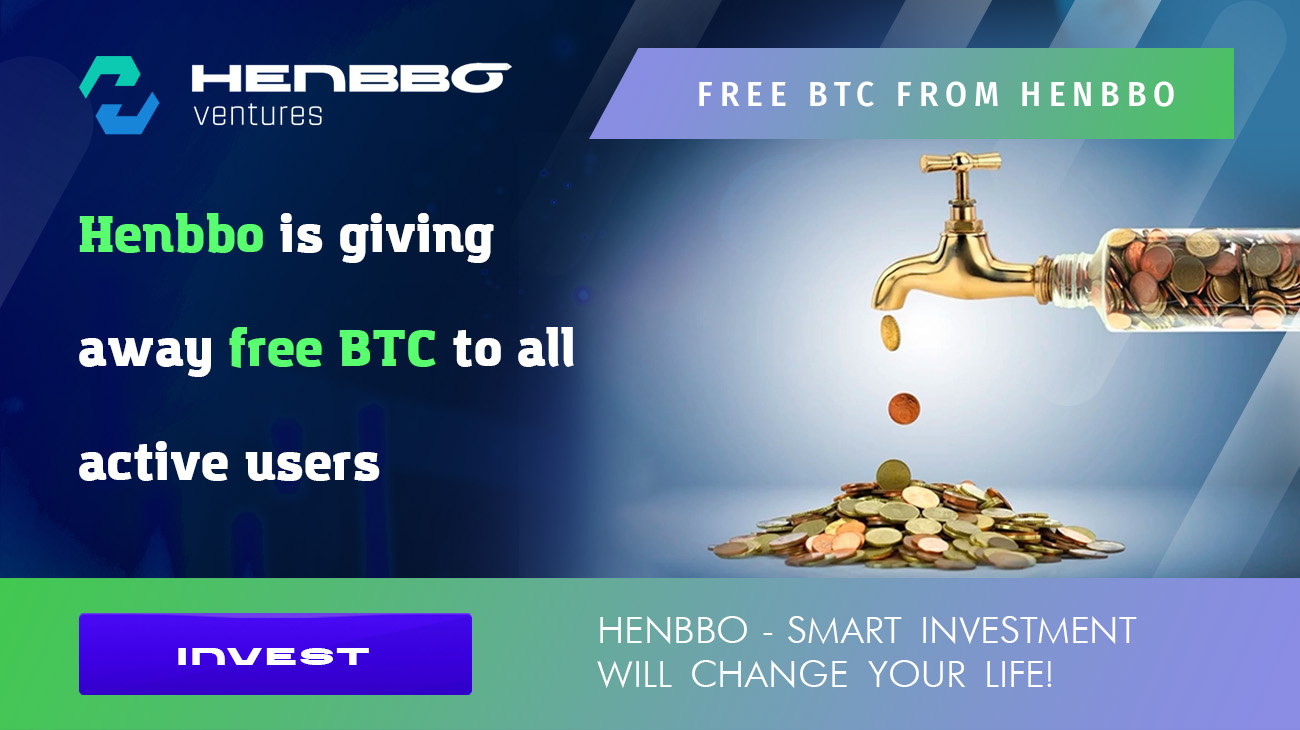 HENBBO
ventures
FREE BTC FROM HENBBO
Henbbo is giving
away free BTC to all
active users
INVEST
HENBBO - SMART INVESTMENT
WILL CHANGE YOUR LIFE!